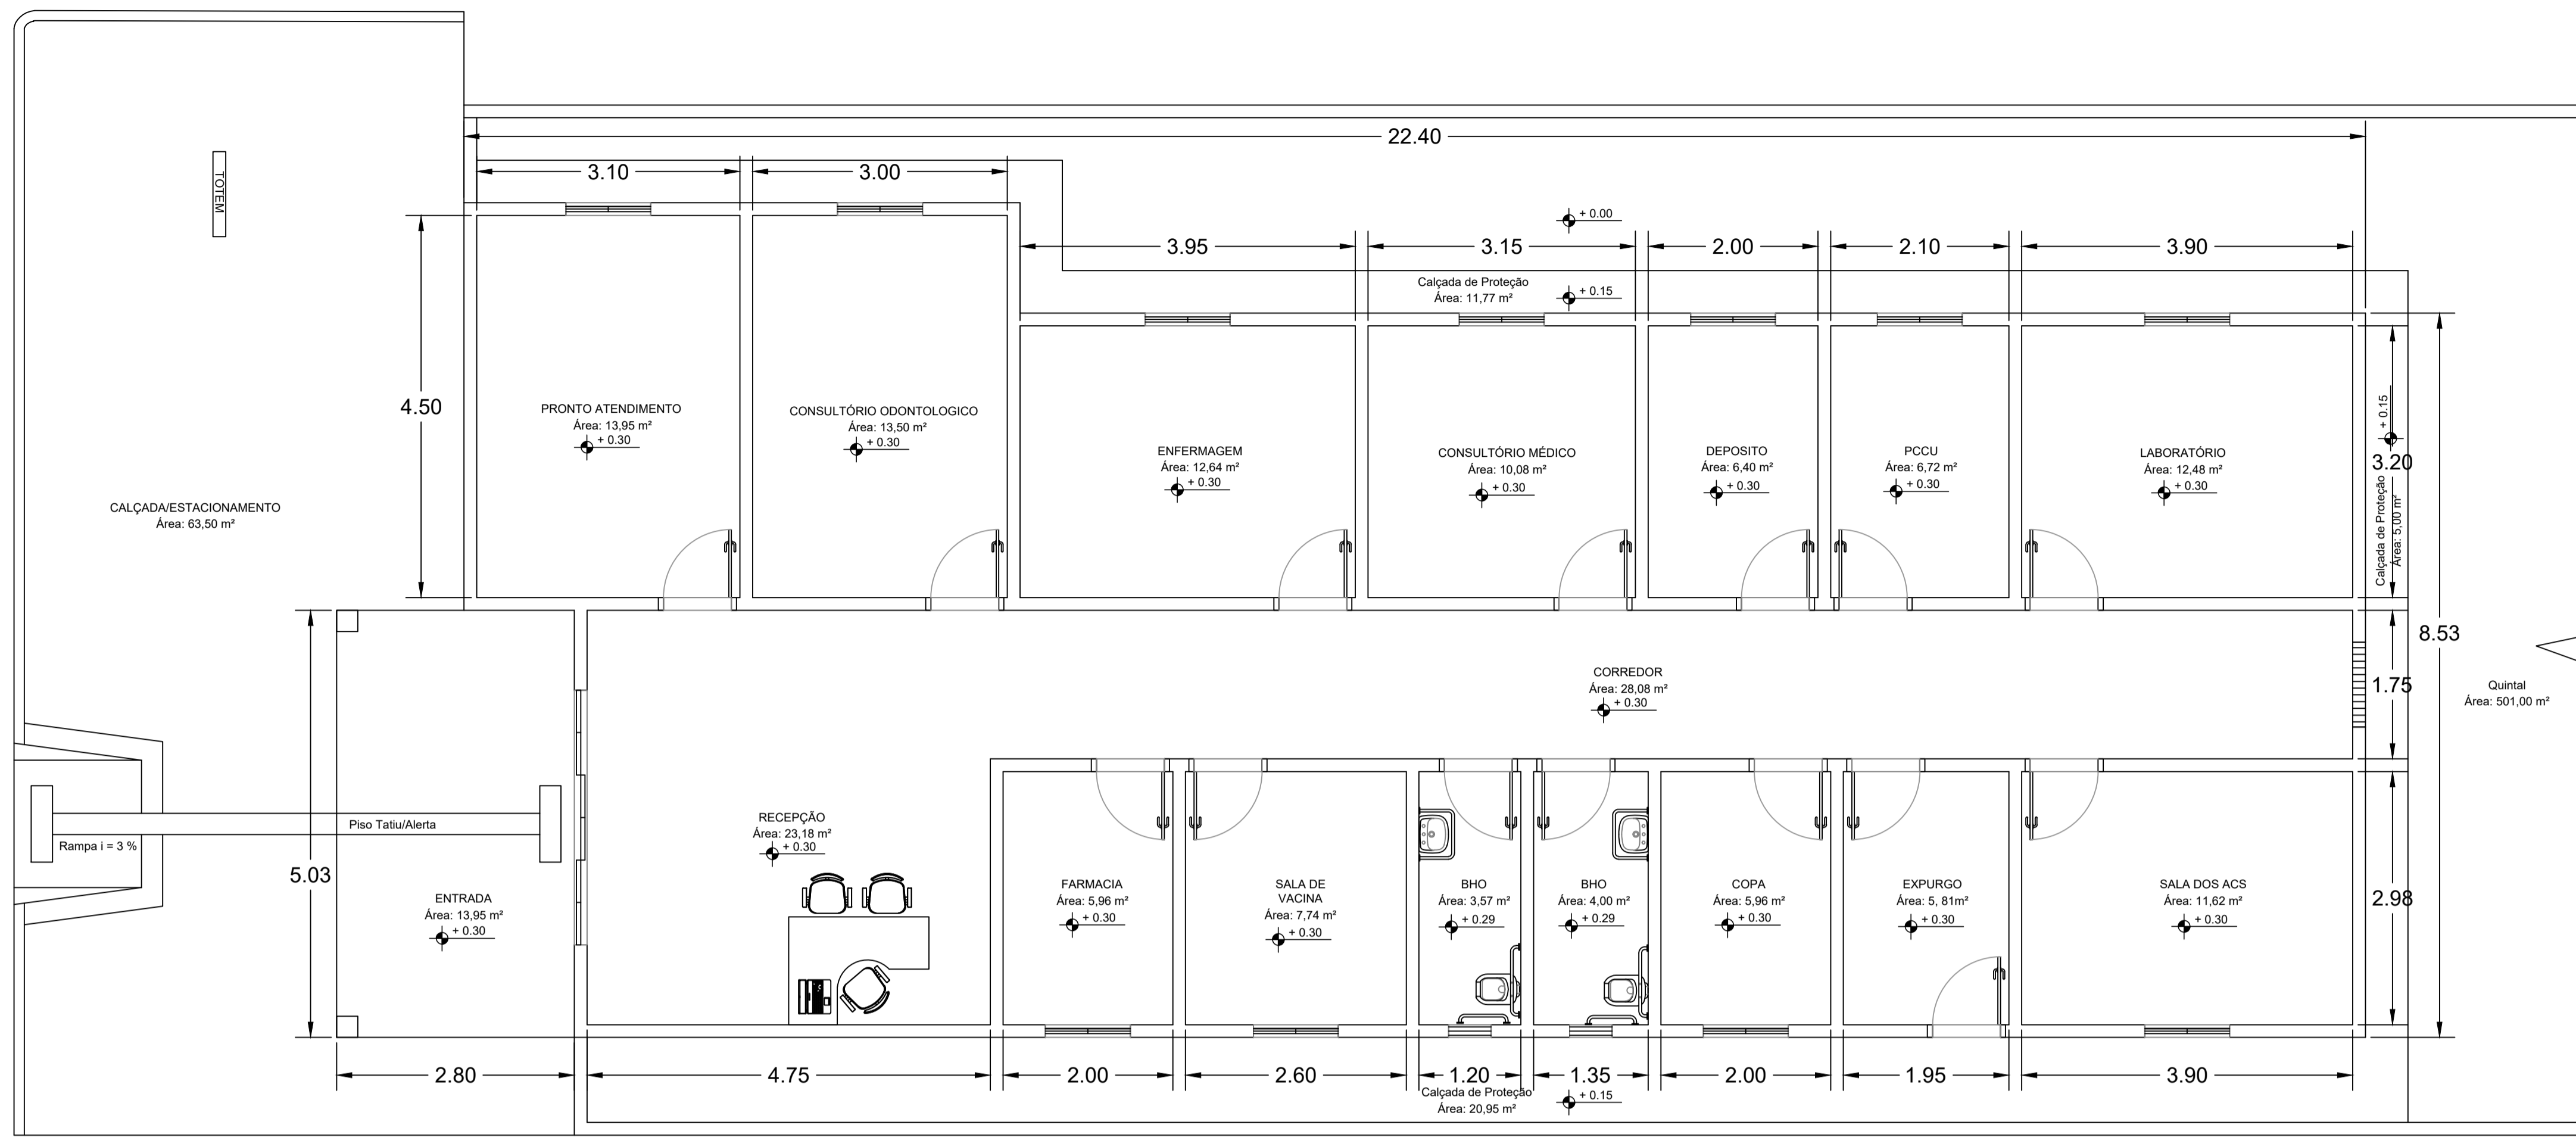 22.40
3.10
3.00
TOTEM
+ 0.00
3.95
3.15
2.00
2.10
3.90
Calçada de Proteção
Área: 11,77 m²
+ 0.15
4.50
PRONTO ATENDIMENTO
Área: 13,95 m²
+ 0.30
CONSULTÓRIO ODONTOLOGICO
Área: 13,50 m²
+ 0.30
ENFERMAGEM
Área: 12,64 m²
+ 0.30
CONSULTÓRIO MÉDICO
Área: 10,08 m²
+ 0.30
DEPOSITO
Área: 6,40 m²
+ 0.30
PCCU
Área: 6,72 m²
+ 0.30
LABORATÓRIO
Área: 12,48 m²
+ 0.30
+ 0.15
3.20
Calçada de Proteção
Área: 5,00 m²
CALÇADA/ESTACIONAMENTO
Área: 63,50 m²
8.53
CORREDOR
Área: 28,08 m²
+ 0.30
1.75
Quintal
Área: 501,00 m²
Piso Tatiu/Alerta
Rampa i = 3 %
RECEPÇÃO
Área: 23,18 m²
+ 0.30
5.03
ENTRADA
Área: 13,95 m²
+ 0.30
FARMACIA
Área: 5,96 m²
+ 0.30
SALA DE
VACINA
Área: 7,74 m²
+ 0.30
BHO
Área: 3,57 m²
+ 0.29
BHO
Área: 4,00 m²
+ 0.29
COPA
Área: 5,96 m²
+ 0.30
EXPURGO
Área: 5, 81m²
+ 0.30
SALA DOS ACS
Área: 11,62 m²
+ 0.30
2.98
2.80
4.75
2.00
2.60
1.20
1.35
2.00
1.95
3.90
Calçada de Proteção
Área: 20,95 m²
+ 0.15